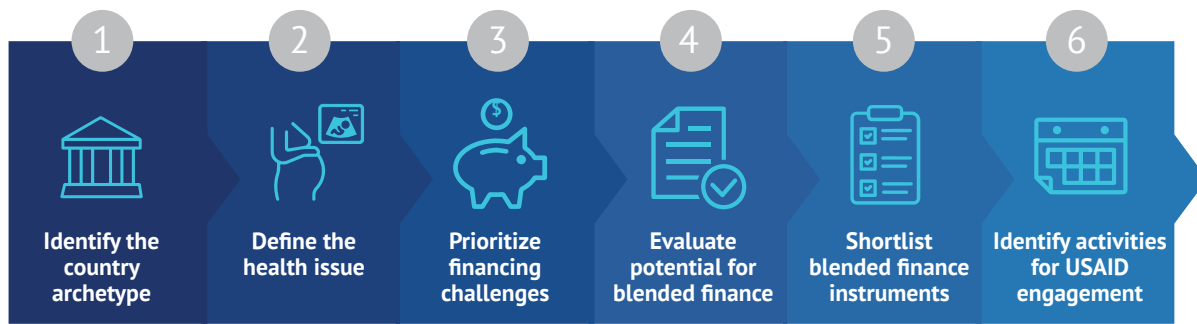 1
Identify the
country
archetype
2
Define the
health issue
3
$
Prioritize
financing
challenges
4
Evaluate
potential for
blended finance
5
Shortlist
blended finance
instruments
6
Identify activities
for USAID
engagement